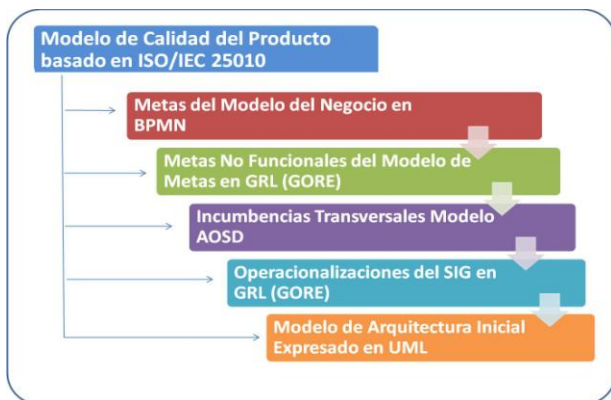 Modelo de Calidad del Producto
basado en ISO/IEC 25010
Metas del Modelo del Negocio en
BPMN
Metas No Funcionales del Modelo de
Metas en GRL (GORE)
Incumbencias Transversales Modelo
AOSD
Operacionalizaciones del SIG en
GRL (GORE)
Modelo de Arquitectura Inicial
Expresado en UML